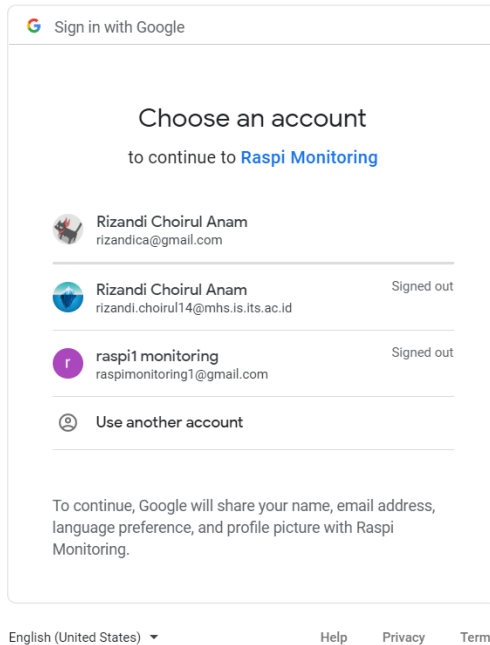 Sign in with Google
Choose an account
to continue to Raspi Monitoring
Rizandi Choirul Anam
rizandica@gmail.com
Rizandi Choirul Anam
Signed out
rizandi.choirul14@mhs.is.its.ac.id
raspi1 monitoring
Signed out
raspimonitoring1@gmail.com
r
Use another account
To continue, Google will share your name, email address,
language preference, and profile picture with Raspi
Monitoring.
English (United States)
Help Privacy Term